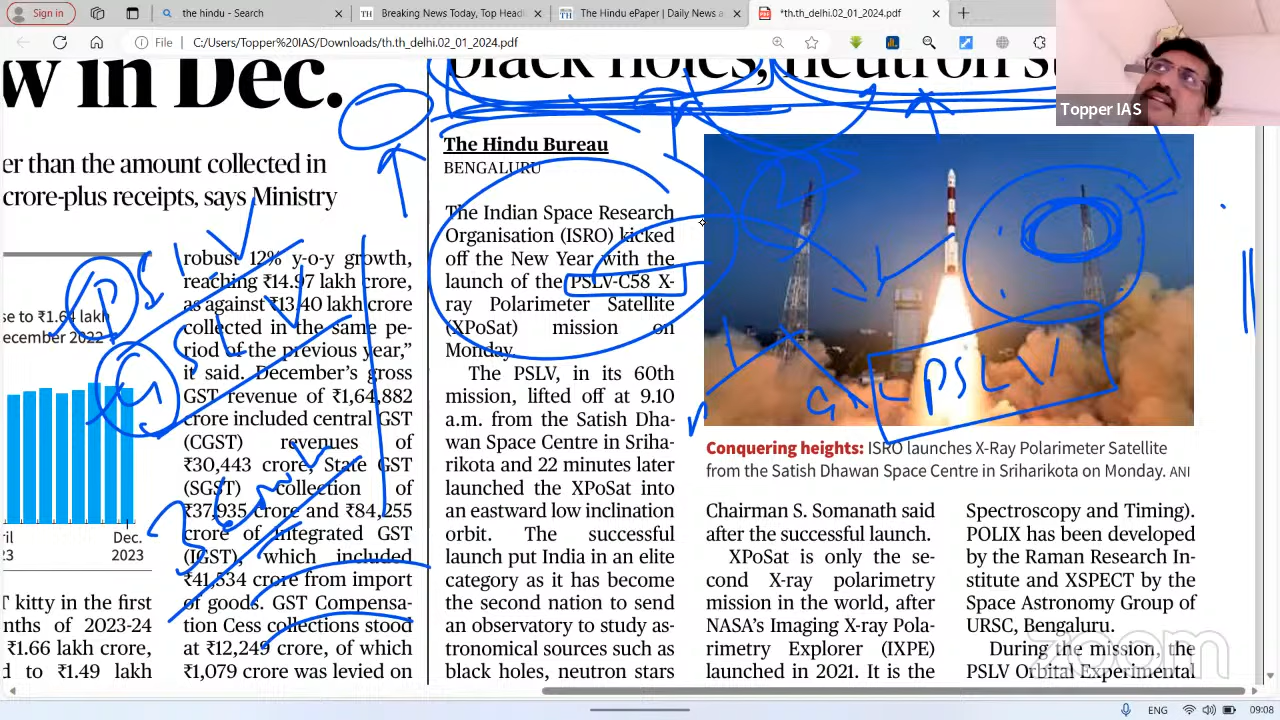 Sign in
the hindu - Search
Breaking News Today, Top Head
The Hindu ePaper | Daily News
*th.th_delhi.02_01_2024.pdf
File
C:/Users/Topper%20IAS/Downloads/th.th_delhi.02_01_2024.pdf
Topper IAS
w in Dec.
er than the amount collected in
crore-plus receipts, says Ministry
se to ₹1.64 lakh
ecember 2022
ril
23
Dec.
2023
T kitty in the first
nths of 2023-24
₹1.66 lakh crore,
d to ₹1.49 lakh
robust 12% y-o-y growth,
reaching ₹14.97 lakh crore,
as against ₹13.40 lakh crore
collected in the same pe-
riod of the previous year,”
it said. December’s gross
GST revenue of ₹1,64,882
crore included central GST
(CGST) revenues of
₹30,443 crore, State GST
(SGST) collection of
₹37,935 crore and ₹84,255
crore of Integrated GST
(IGST), which included
₹41,534 crore from import
of goods. GST Compensa-
tion Cess collections stood
at ₹12,249 crore, of which
₹1,079 crore was levied on
black holes, neutron st
The Hindu Bureau
BENGALURU
The Indian Space Research
Organisation (ISRO) kicked
off the New Year with the
launch of the PSLV-C58 X-
ray Polarimeter Satellite
(XPoSat) mission on
Monday.
The PSLV, in its 60th
mission, lifted off at 9.10
a.m. from the Satish Dha-
wan Space Centre in Sriha-
rikota and 22 minutes later
launched the XPoSat into
an eastward low inclination
orbit. The successful
launch put India in an elite
category as it has become
the second nation to send
an observatory to study as-
tronomical sources such as
black holes, neutron stars
PSLV
Conquering heights: ISRO launches X-Ray Polarimeter Satellite
from the Satish Dhawan Space Centre in Sriharikota on Monday. ANI
Chairman S. Somanath said
after the successful launch.
XPoSat is only the se-
cond X-ray polarimetry
mission in the world, after
NASA’s Imaging X-ray Pola-
rimetry Explorer (IXPE)
launched in 2021. It is the
Spectroscopy and Timing).
POLIX has been developed
by the Raman Research In-
stitute and XSPECT by the
Space Astronomy Group of
URSC, Bengaluru.
During the mission, the
PSLV Orbital Experimental
zoom
ENG
09:08